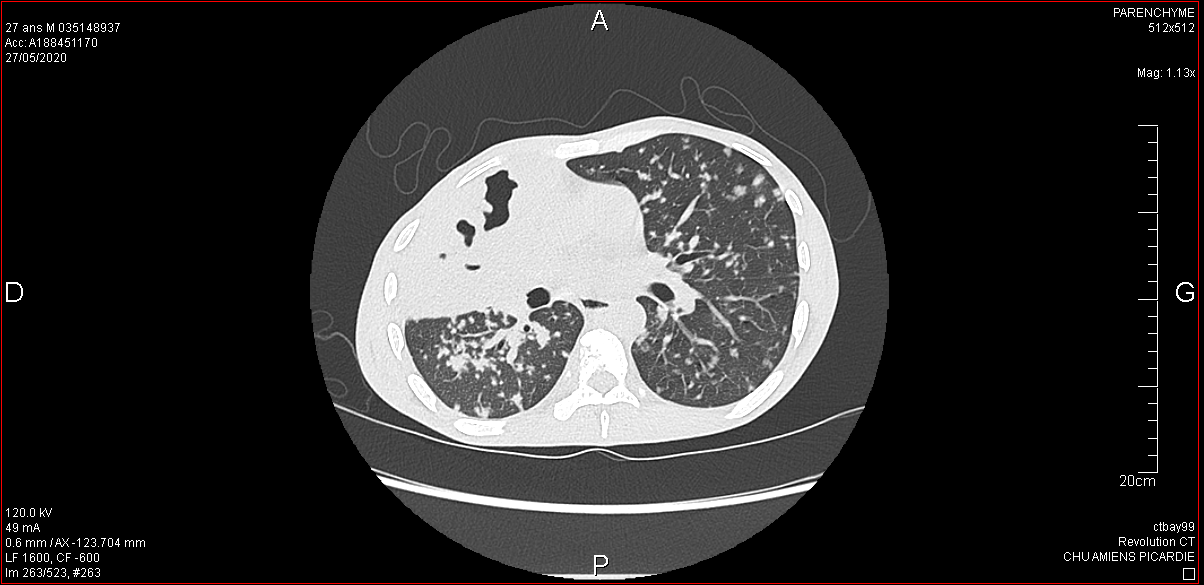 27 ans M 035148937
Acc: A188451170
27/05/2020
PARENCHYME
512x512
Mag: 1.13x
A
D
G
20cm
P
120.0 kV
49 mA
0.6 mm /AX -123.704 mm
LF 1600, CF -600
Im 263/523, #263
ctbay99
Revolution CT
CHU AMIENS PICARDIE